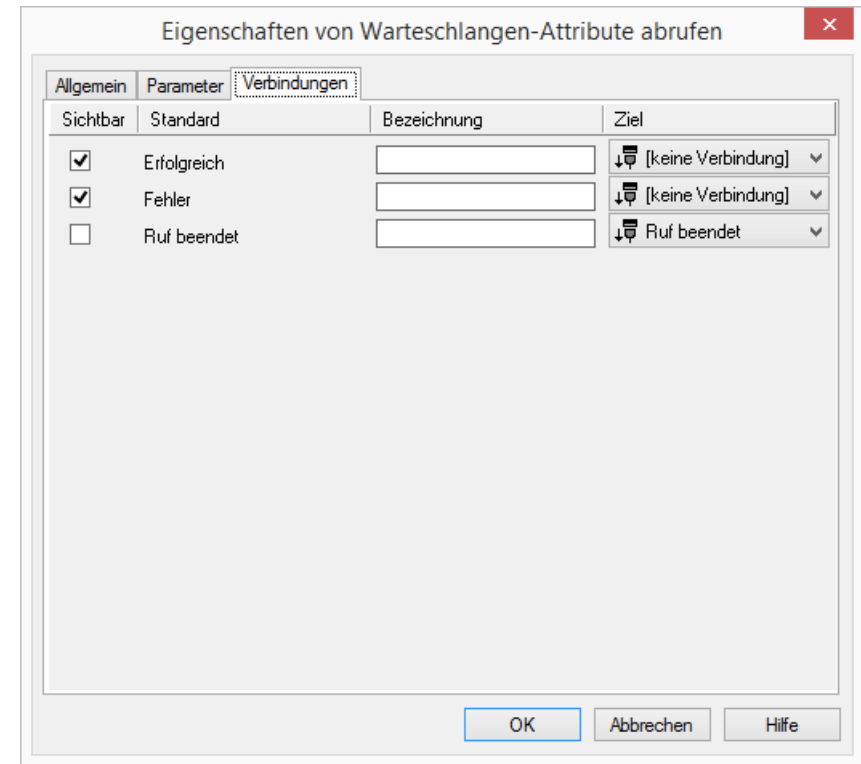 Eigenschaften von Warteschlangen-Attribute abrufen
Allgemein Parameter Verbindungen
Sichtbar Standard Bezeichnung Ziel
Erfolgreich [keine Verbindung]
Fehler [keine Verbindung]
Ruf beendet Ruf beendet
OK Abbrechen Hilfe